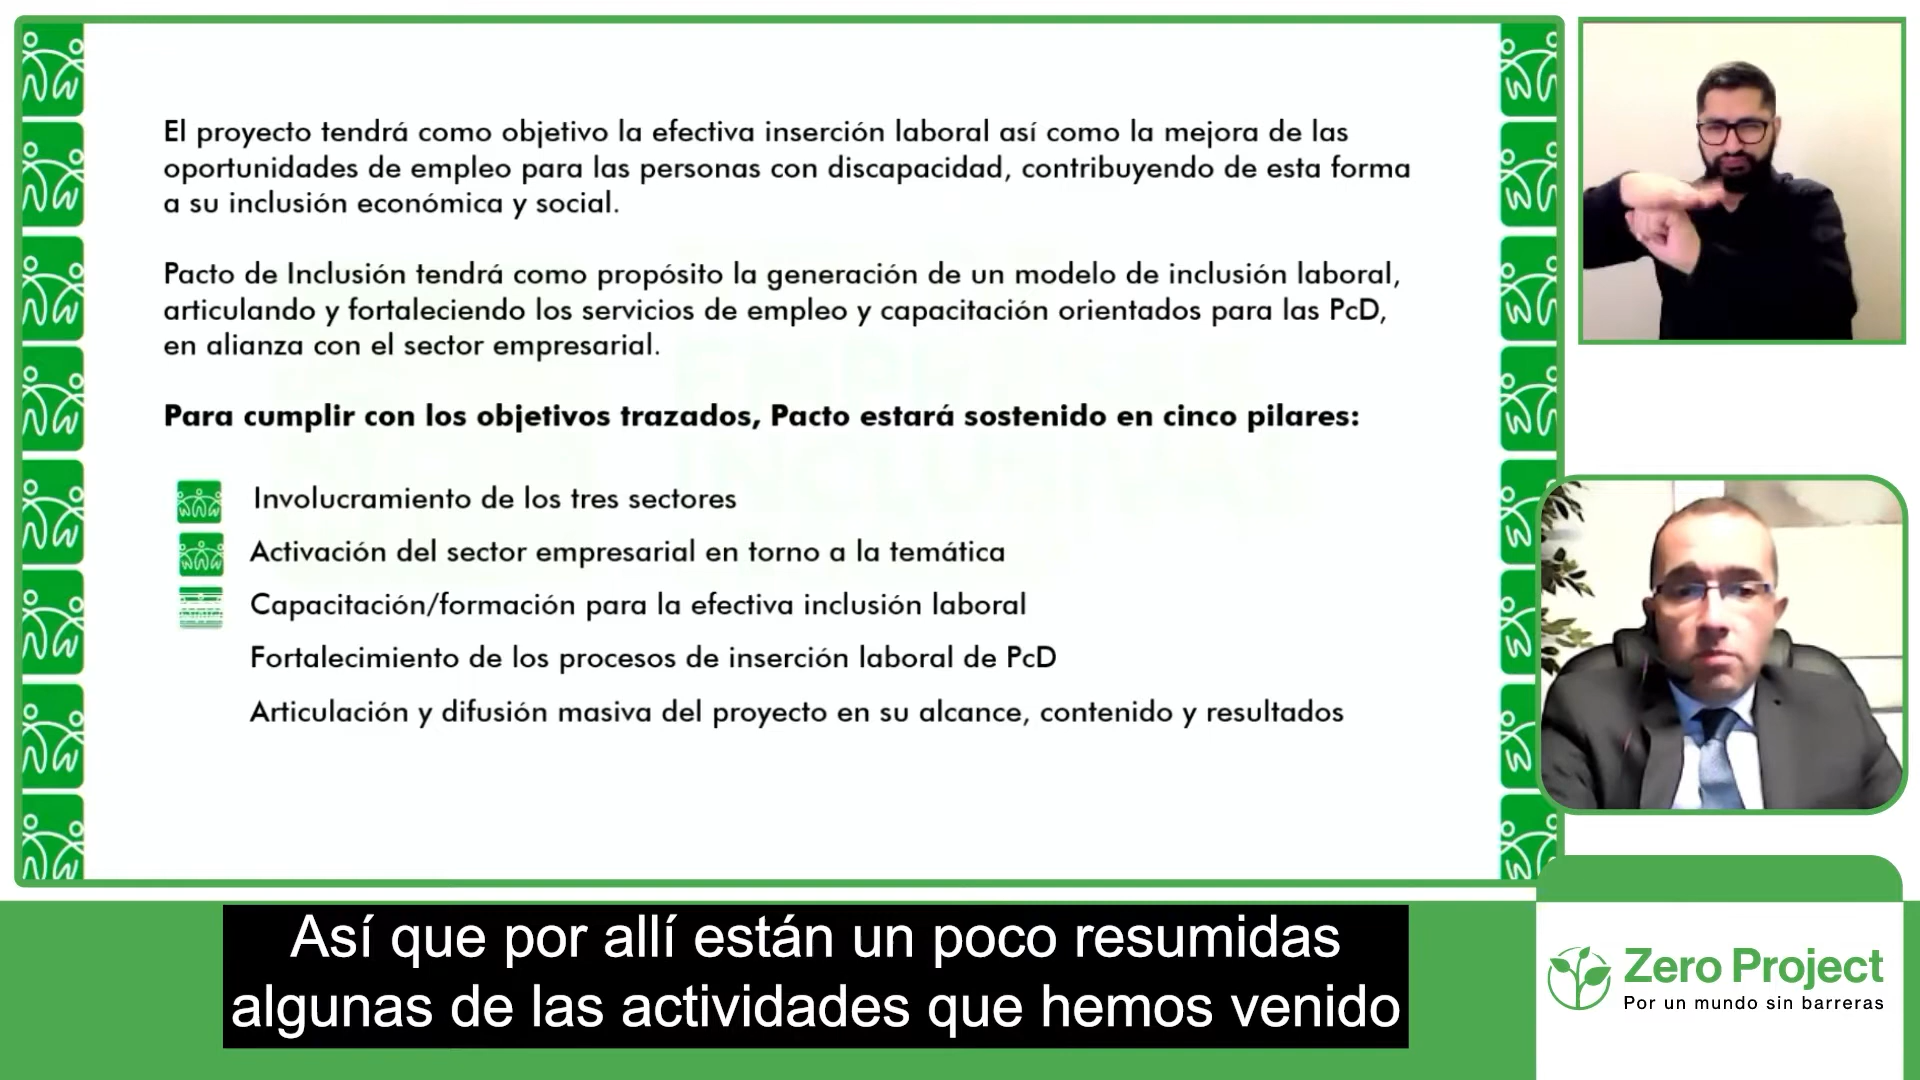 El proyecto tendrá como objetivo la efectiva inserción laboral así como la mejora de las
oportunidades de empleo para las personas con discapacidad, contribuyendo de esta forma
a su inclusión económica y social.
Pacto de Inclusión tendrá como propósito la generación de un modelo de inclusión laboral,
articulando y fortaleciendo los servicios de empleo y capacitación orientados para las PcD,
en alianza con el sector empresarial.
Para cumplir con los objetivos trazados, Pacto estará sostenido en cinco pilares:
Involucramiento de los tres sectores
Activación del sector empresarial en torno a la temática
Capacitación/formación para la efectiva inclusión laboral
Fortalecimiento de los procesos de inserción laboral de PcD
Articulación y difusión masiva del proyecto en su alcance, contenido y resultados
Así que por allí están un poco resumidas
algunas de las actividades que hemos venido
Zero Project
Por un mundo sin barreras